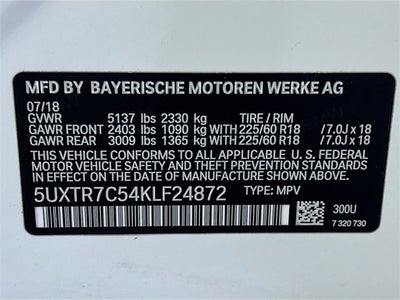 MFD BY BAYERISCHE MOTOREN WERKE AG
07/18
GVWR 5137 lbs 2330 kg TIRE / RIM
GAWR FRONT 2403 lbs 1090 kg W 225/60 R18 /7.0J x 18
GAWR REAR 3009 lbs 1365 kg W 225/60 R18 /7.0J x 18
THIS VEHICLE CONFORMS TO ALL APPLICABLE U.S. FEDERAL
MOTOR VEHICLE SAFETY AND THEFT PREVENTION
STANDARDS IN EFFECT ON THE DATE OF MANUFACTURE
SHOWN ABOVE
5UXTR7C54KLF24872 TYPE: MPV
300U
7 320 730